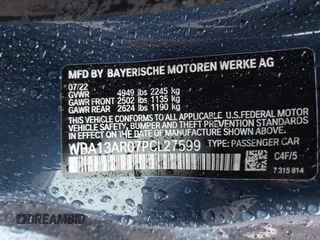 MFD BY BAYERISCHE MOTOREN WERKE AG
07/22
GVWR 4949 lbs 2245 kg
GAWR FRONT 2502 lbs 1135 kg
GAWR REAR 2624 lbs 1190 kg
THIS VEHICLE CONFORMS TO ALL APPLICABLE U.S.FEDERAL MOTOR
VEHICLE SAFETY, BUMPER, AND THEFT PREVENTION STANDARDS IN
EFFECT ON THE DATE OF MANUFACTURE SHOWN ABOVE.
WBA13AR07PCL27599 TYPE: PASSENGER CAR
C4F/5
7 315 814
DREAMBID